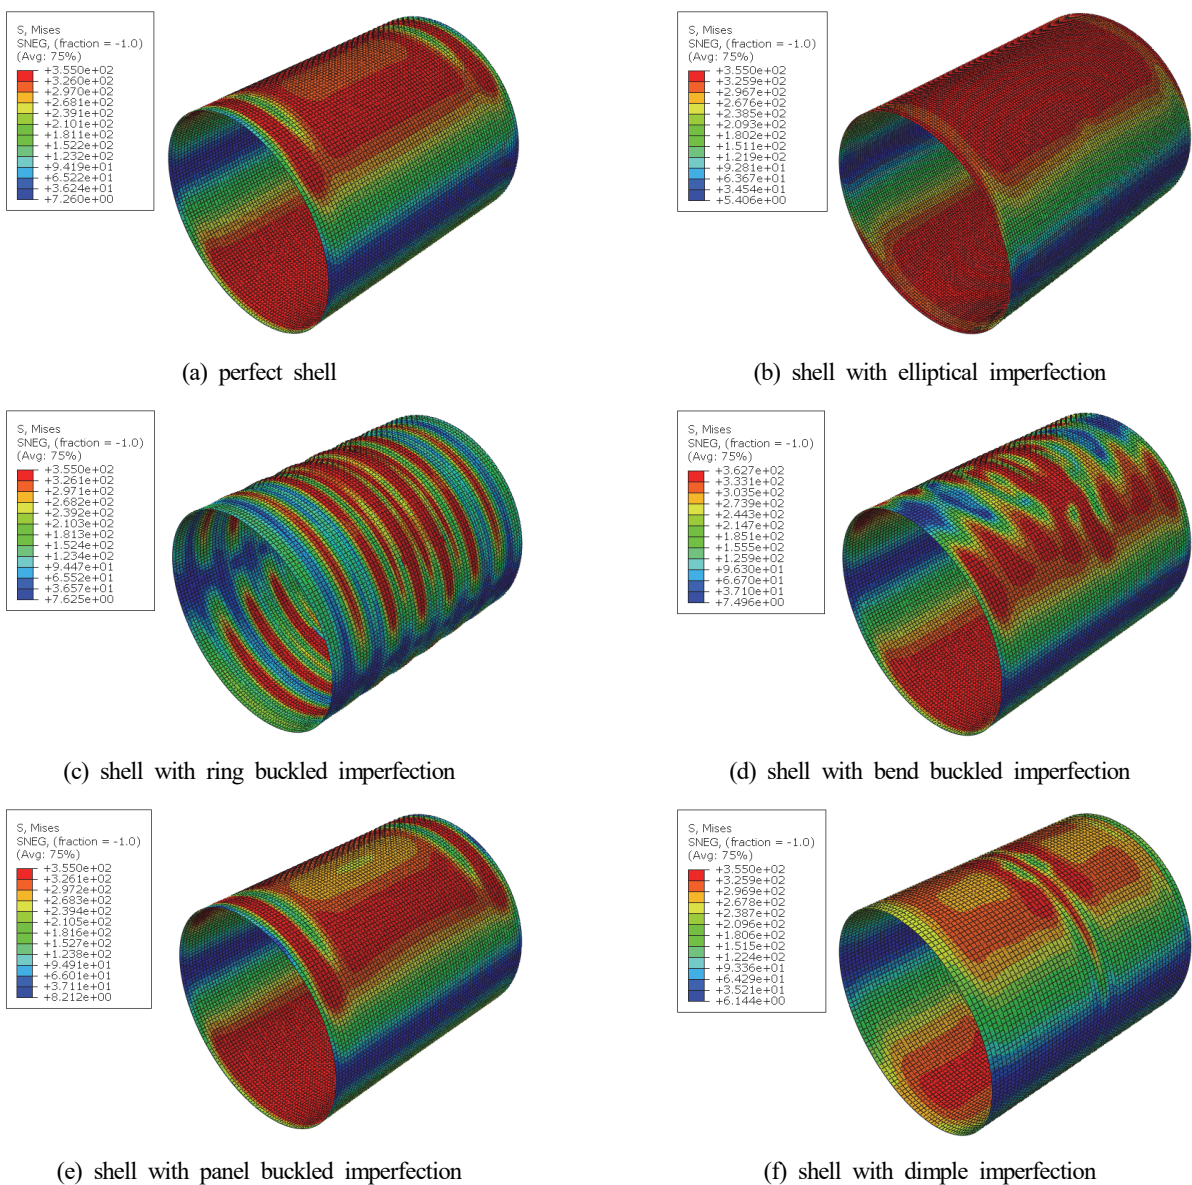 S, Mises
SNEG, (fraction = -1.0)
(Avg: 75%)
+3.550e+02
+3.260e+02
+2.970e+02
+2.681e+02
+2.391e+02
+2.101e+02
+1.811e+02
+1.522e+02
+1.232e+02
+9.419e+01
+6.522e+01
+3.624e+01
+7.260e+00
(a) perfect shell
S, Mises
SNEG, (fraction = -1.0)
(Avg: 75%)
+3.550e+02
+3.259e+02
+2.967e+02
+2.676e+02
+2.385e+02
+2.093e+02
+1.802e+02
+1.511e+02
+1.219e+02
+9.281e+01
+6.367e+01
+3.454e+01
+5.406e+00
(b) shell with elliptical imperfection
S, Mises
SNEG, (fraction = -1.0)
(Avg: 75%)
+3.550e+02
+3.261e+02
+2.971e+02
+2.682e+02
+2.392e+02
+2.103e+02
+1.813e+02
+1.524e+02
+1.234e+02
+9.447e+01
+6.552e+01
+3.657e+01
+7.625e+00
(c) shell with ring buckled imperfection
S, Mises
SNEG, (fraction = -1.0)
(Avg: 75%)
+3.627e+02
+3.331e+02
+3.035e+02
+2.739e+02
+2.443e+02
+2.147e+02
+1.851e+02
+1.555e+02
+1.259e+02
+9.630e+01
+6.670e+01
+3.710e+01
+7.496e+00
(d) shell with bend buckled imperfection
S, Mises
SNEG, (fraction = -1.0)
(Avg: 75%)
+3.550e+02
+3.261e+02
+2.972e+02
+2.683e+02
+2.394e+02
+2.105e+02
+1.816e+02
+1.527e+02
+1.238e+02
+9.491e+01
+6.601e+01
+3.711e+01
+8.212e+00
(e) shell with panel buckled imperfection
S, Mises
SNEG, (fraction = -1.0)
(Avg: 75%)
+3.550e+02
+3.259e+02
+2.969e+02
+2.678e+02
+2.387e+02
+2.096e+02
+1.806e+02
+1.515e+02
+1.224e+02
+9.336e+01
+6.429e+01
+3.521e+01
+6.144e+00
(f) shell with dimple imperfection